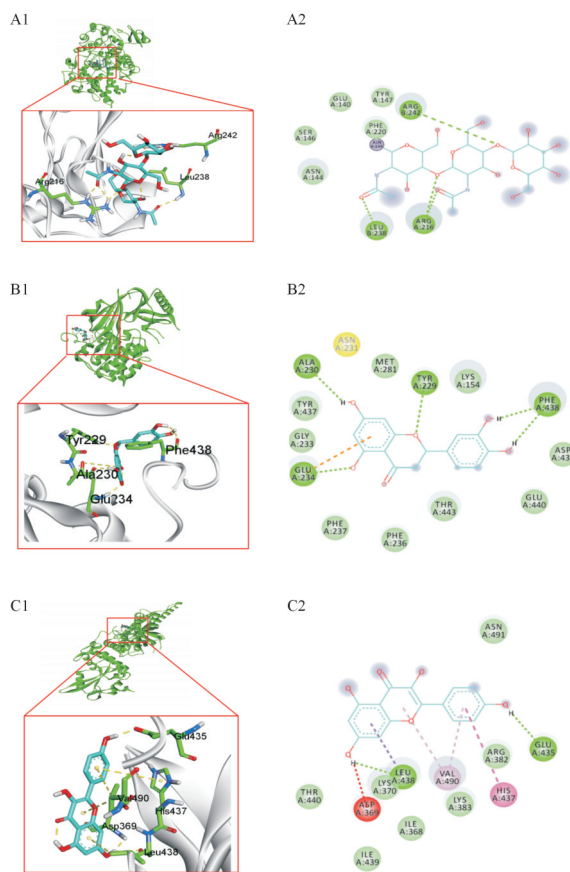 A1
A2
Arg216
Leu238
GLU
A:140
TYR
A:147
ARG
B:242
SER
A:146
PHE
A:220
ASN
A:144
LEU
B:238
ARG
A:216
B1
B2
Tyr229
Phe438
Ala230
Glu234
ASN
A:231
ALA
A:230
MET
A:281
TYR
A:229
LYS
A:154
PHE
A:438
TYR
A:437
GLY
A:233
ASP
A:43
GLU
A:234
GLU
A:440
THR
A:443
PHE
A:237
PHE
A:236
H
H
H
C1
C2
Glu435
Val490
His437
Asp369
Leu438
ASN
A:491
H
GLU
A:435
ARG
A:382
H
LEU
A:438
VAL
A:490
LYS
A:370
LYS
A:383
HIS
A:437
THR
A:440
ASP
A:369
ILE
A:368
ILE
A:439